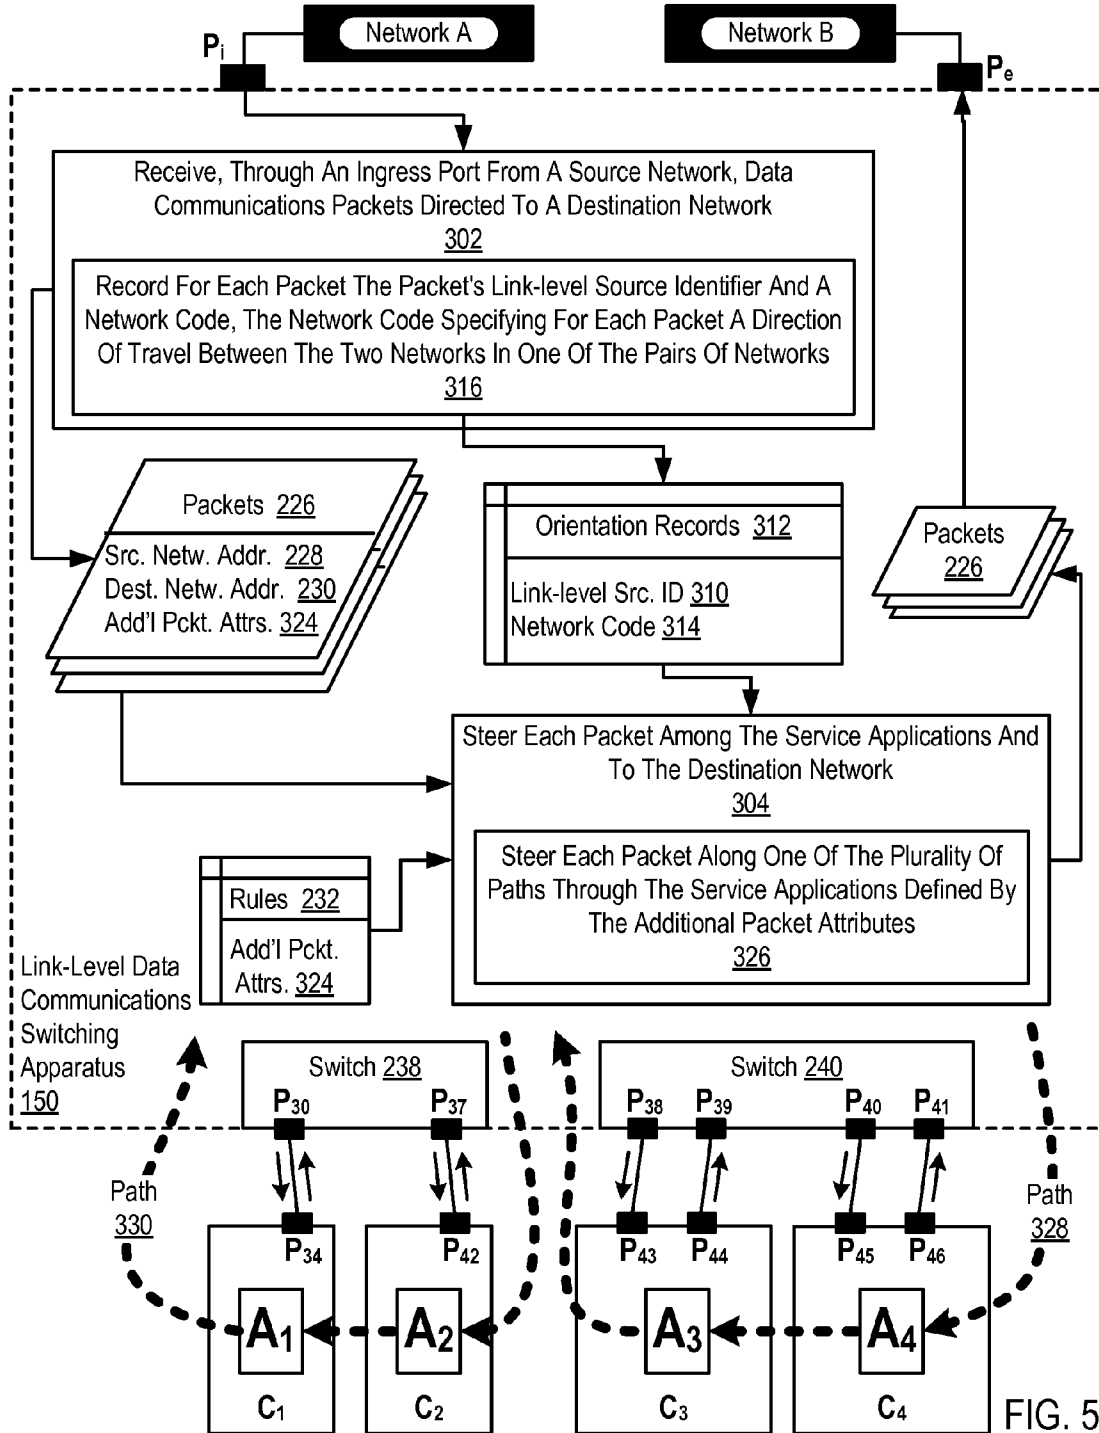 Network A
Network B
Pi
Pe
Receive, Through An Ingress Port From A Source Network, Data
Communications Packets Directed To A Destination Network
302
Record For Each Packet The Packet's Link-level Source Identifier And A
Network Code, The Network Code Specifying For Each Packet A Direction
Of Travel Between The Two Networks In One Of The Pairs Of Networks
316
Packets 226
Src. Netw. Addr. 228
Dest. Netw. Addr. 230
Add'l Pckt. Attrs. 324
Orientation Records 312
Link-level Src. ID 310
Network Code 314
Packets
226
Steer Each Packet Among The Service Applications And
To The Destination Network
304
Steer Each Packet Along One Of The Plurality Of
Paths Through The Service Applications Defined By
The Additional Packet Attributes
326
Rules 232
Add'l Pckt.
Attrs. 324
Link-Level Data
Communications
Switching
Apparatus
150
Switch 238
P30
P37
Switch 240
P38
P39
P40
P41
Path
330
Path
328
P34
P42
P43
P44
P45
P46
A1
A2
A3
A4
C1
C2
C3
C4
FIG. 5